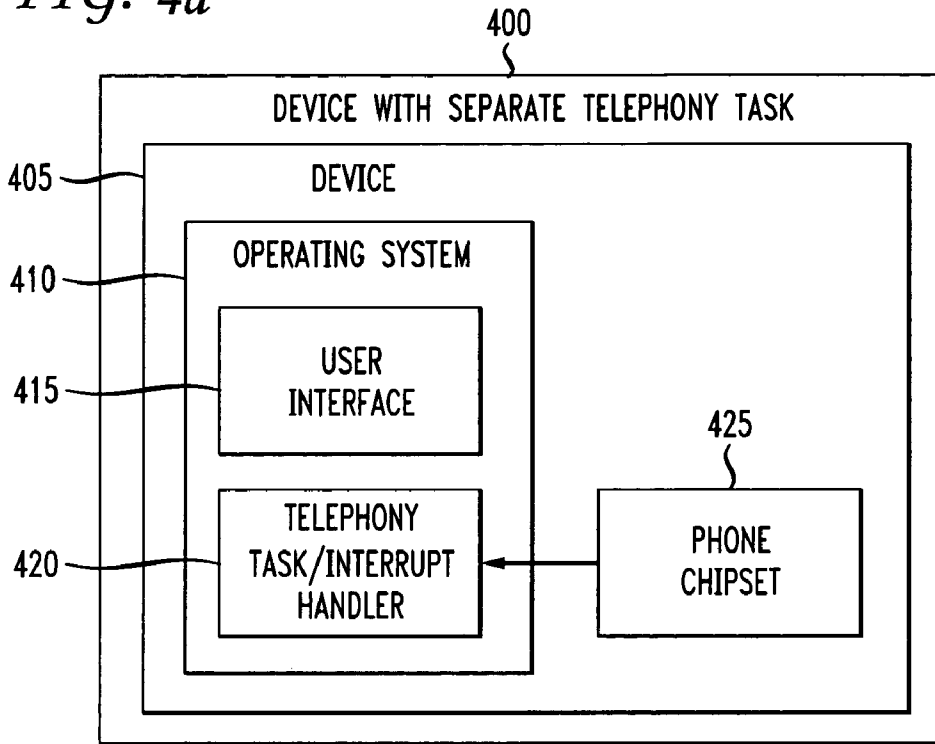 FIG. 4a
400
DEVICE WITH SEPARATE TELEPHONY TASK
405
DEVICE
410
OPERATING SYSTEM
415
USER
INTERFACE
425
420
TELEPHONY
TASK/INTERRUPT
HANDLER
PHONE
CHIPSET